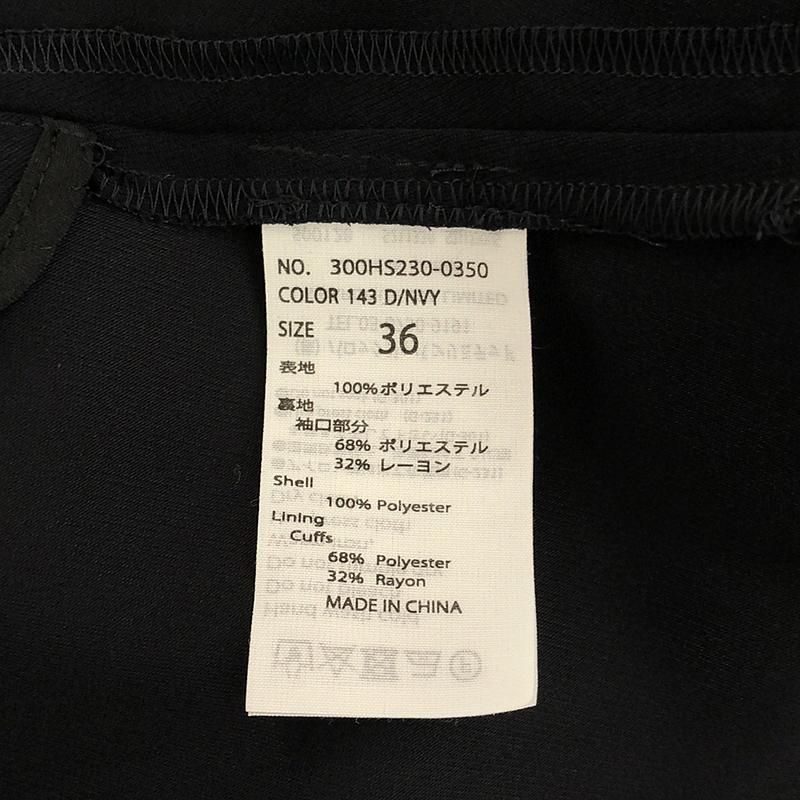 NO. 300HS230-0350
COLOR 143 D/NVY
SIZE 36
表地
100%ポリエステル
裏地
袖口部分
68% ポリエステル
32% レーヨン
Shell
100% Polyester
Lining
Cuffs
68% Polyester
32% Rayon
MADE IN CHINA